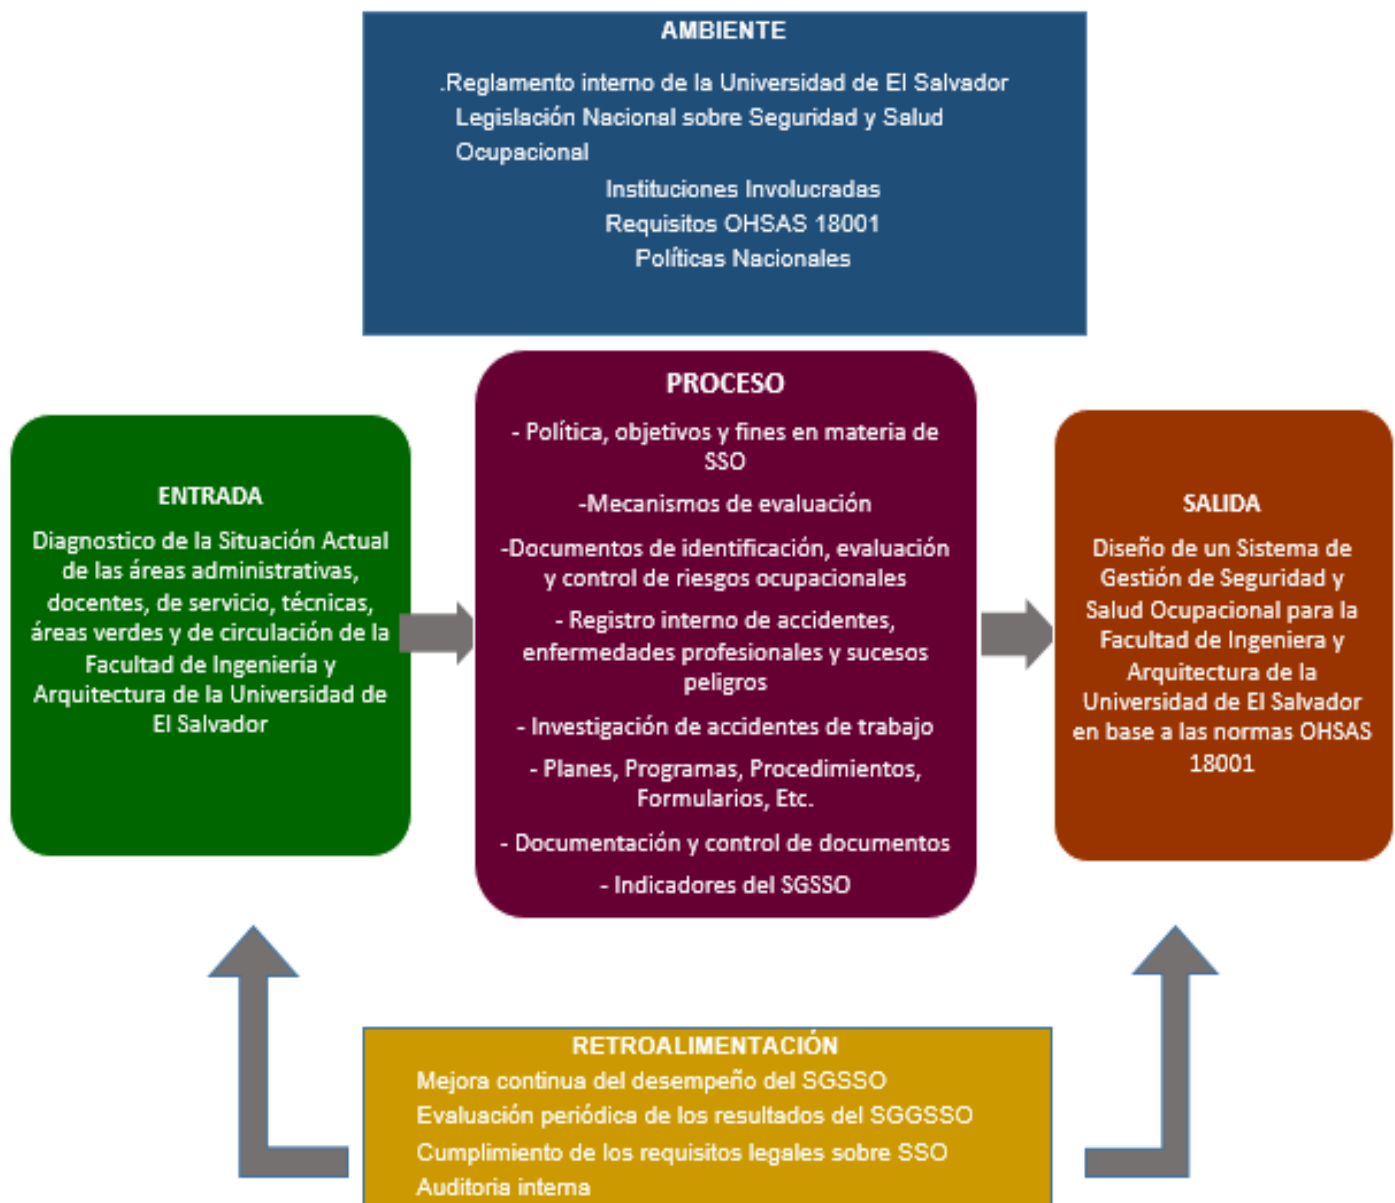 AMBIENTE
.Reglamento interno de la Universidad de El Salvador
Legislación Nacional sobre Seguridad y Salud
Ocupacional
Instituciones Involucradas
Requisitos OHSAS 18001
Políticas Nacionales
ENTRADA
Diagnostico de la Situación Actual
de las áreas administrativas,
docentes, de servicio, técnicas,
áreas verdes y de circulación de la
Facultad de Ingeniería y
Arquitectura de la Universidad de
El Salvador
PROCESO
- Política, objetivos y fines en materia de
SSO
-Mecanismos de evaluación
-Documentos de identificación, evaluación
y control de riesgos ocupacionales
- Registro interno de accidentes,
enfermedades profesionales y sucesos
peligros
- Investigación de accidentes de trabajo
- Planes, Programas, Procedimientos,
Formularios, Etc.
- Documentación y control de documentos
- Indicadores del SGSSO
SALIDA
Diseño de un Sistema de
Gestión de Seguridad y
Salud Ocupacional para la
Facultad de Ingeniera y
Arquitectura de la
Universidad de El Salvador
en base a las normas OHSAS
18001
RETROALIMENTACIÓN
Mejora continua del desempeño del SGSSO
Evaluación periódica de los resultados del SGGSSO
Cumplimiento de los requisitos legales sobre SSO
Auditoria interna